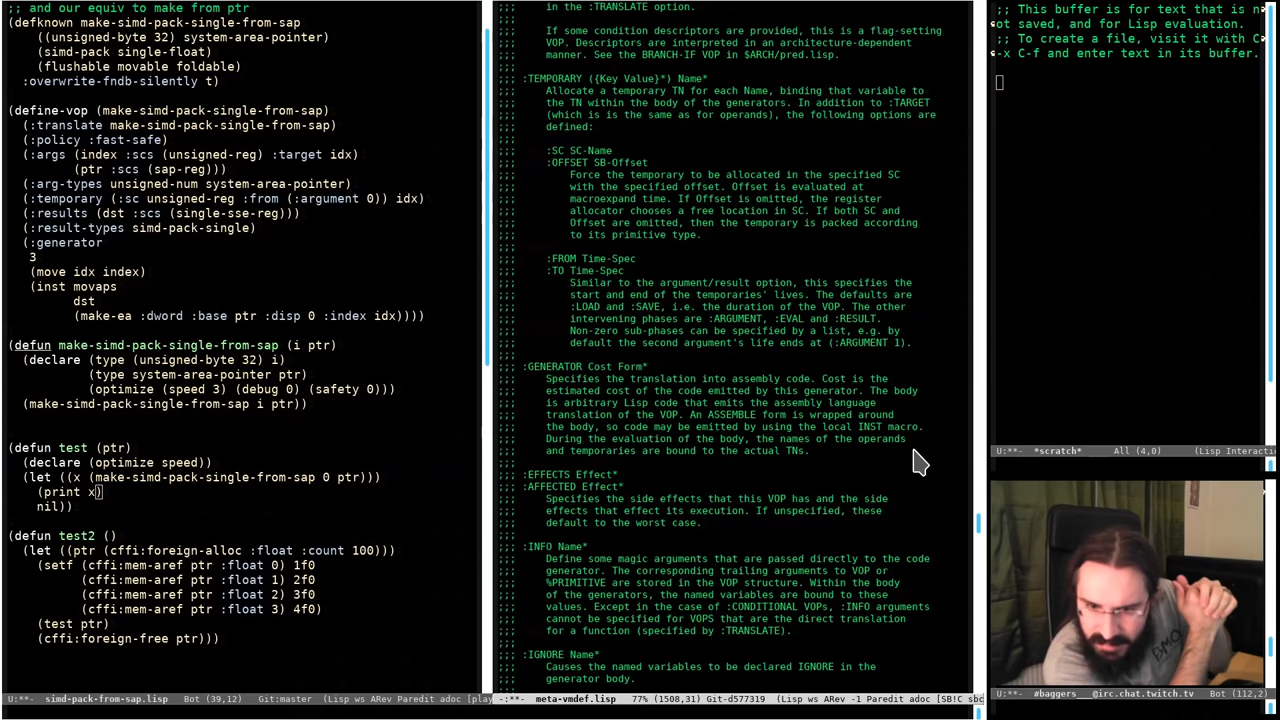 ;; and our equiv to make from ptr
(defknown make-simd-pack-single-from-sap
((unsigned-byte 32) system-area-pointer)
(simd-pack single-float)
(flushable movable foldable)
:overwrite-fndb-silently t)
(define-vop (make-simd-pack-single-from-sap)
(:translate make-simd-pack-single-from-sap)
(:policy :fast-safe)
(:args (index :scs (unsigned-reg) :target idx)
(ptr :scs (sap-reg)))
(:arg-types unsigned-num system-area-pointer)
(:temporary (:sc unsigned-reg :from (:argument 0)) idx)
(:results (dst :scs (single-sse-reg)))
(:result-types simd-pack-single)
(:generator
3
(move idx index)
(inst movaps
dst
(make-ea :dword :base ptr :disp 0 :index idx))))
(defun make-simd-pack-single-from-sap (i ptr)
(declare (type (unsigned-byte 32) i)
(type system-area-pointer ptr)
(optimize (speed 3) (debug 0) (safety 0)))
(make-simd-pack-single-from-sap i ptr))
(defun test (ptr)
(declare (optimize speed))
(let ((x (make-simd-pack-single-from-sap 0 ptr)))
(print x)
nil))
(defun test2 ()
(let ((ptr (cffi:foreign-alloc :float :count 100)))
(setf (cffi:mem-aref ptr :float 0) 1f0
(cffi:mem-aref ptr :float 1) 2f0
(cffi:mem-aref ptr :float 2) 3f0
(cffi:mem-aref ptr :float 3) 4f0)
(test ptr)
(cffi:foreign-free ptr)))
U:**- simd-pack-from-sap.lisp Bot (39,12) Git:master (Lisp ws ARev Paredit adoc [play
;;; in the :TRANSLATE option.
;;;
;;; If some condition descriptors are provided, this is a flag-setting
;;; VOP. Descriptors are interpreted in an architecture-dependent
;;; manner. See the BRANCH-IF VOP in $ARCH/pred.lisp.
;;;
;;; :TEMPORARY ({Key Value}*) Name*
;;; Allocate a temporary TN for each Name, binding that variable to
;;; the TN within the body of the generators. In addition to :TARGET
;;; (which is is the same as for operands), the following options are
;;; defined:
;;;
;;; :SC SC-Name
;;; :OFFSET SB-Offset
;;; Force the temporary to be allocated in the specified SC
;;; with the specified offset. Offset is evaluated at
;;; macroexpand time. If Offset is omitted, the register
;;; allocator chooses a free location in SC. If both SC and
;;; Offset are omitted, then the temporary is packed according
;;; to its primitive type.
;;;
;;; :FROM Time-Spec
;;; :TO Time-Spec
;;; Similar to the argument/result option, this specifies the
;;; start and end of the temporaries' lives. The defaults are
;;; :LOAD and :SAVE, i.e. the duration of the VOP. The other
;;; intervening phases are :ARGUMENT, :EVAL and :RESULT.
;;; Non-zero sub-phases can be specified by a list, e.g. by
;;; default the second argument's life ends at (:ARGUMENT 1).
;;;
;;; :GENERATOR Cost Form*
;;; Specifies the translation into assembly code. Cost is the
;;; estimated cost of the code emitted by this generator. The body
;;; is arbitrary Lisp code that emits the assembly language
;;; translation of the VOP. An ASSEMBLE form is wrapped around
;;; the body, so code may be emitted by using the local INST macro.
;;; During the evaluation of the body, the names of the operands
;;; and temporaries are bound to the actual TNs.
;;;
;;; :EFFECTS Effect*
;;; :AFFECTED Effect*
;;; Specifies the side effects that this VOP has and the side
;;; effects that effect its execution. If unspecified, these
;;; default to the worst case.
;;;
;;; :INFO Name*
;;; Define some magic arguments that are passed directly to the code
;;; generator. The corresponding trailing arguments to VOP or
;;; %PRIMITIVE are stored in the VOP structure. Within the body
;;; of the generators, the named variables are bound to these
;;; values. Except in the case of :CONDITIONAL VOPs, :INFO arguments
;;; cannot be specified for VOPS that are the direct translation
;;; for a function (specified by :TRANSLATE).
;;;
;;; :IGNORE Name*
;;; Causes the named variables to be declared IGNORE in the
;;; generator body.
-:**- meta-vmdef.lisp 77% (1508,31) Git-d577319 (Lisp ws ARev -1 Paredit adoc [SB!C sbc
;; This buffer is for text that is n
ot saved, and for Lisp evaluation.
;; To create a file, visit it with C
-x C-f and enter text in its buffer.
U:**- *scratch* All (4,0) (Lisp Interacti
U:**- #baggers___@irc.chat.twitch.tv Bot (112,2)